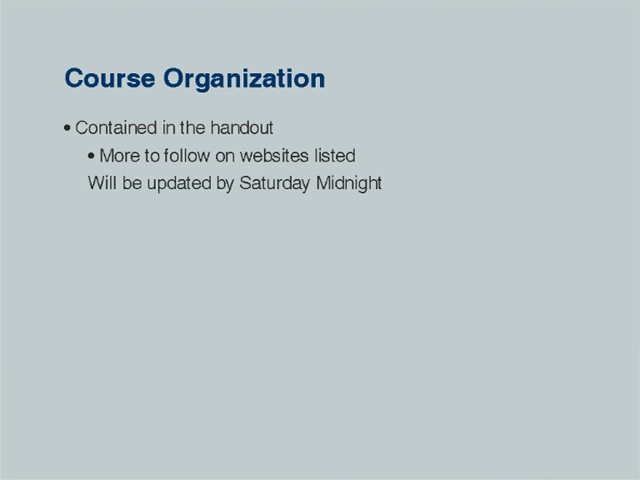 Course Organization
• Contained in the handout
• More to follow on websites listed
Will be updated by Saturday Midnight